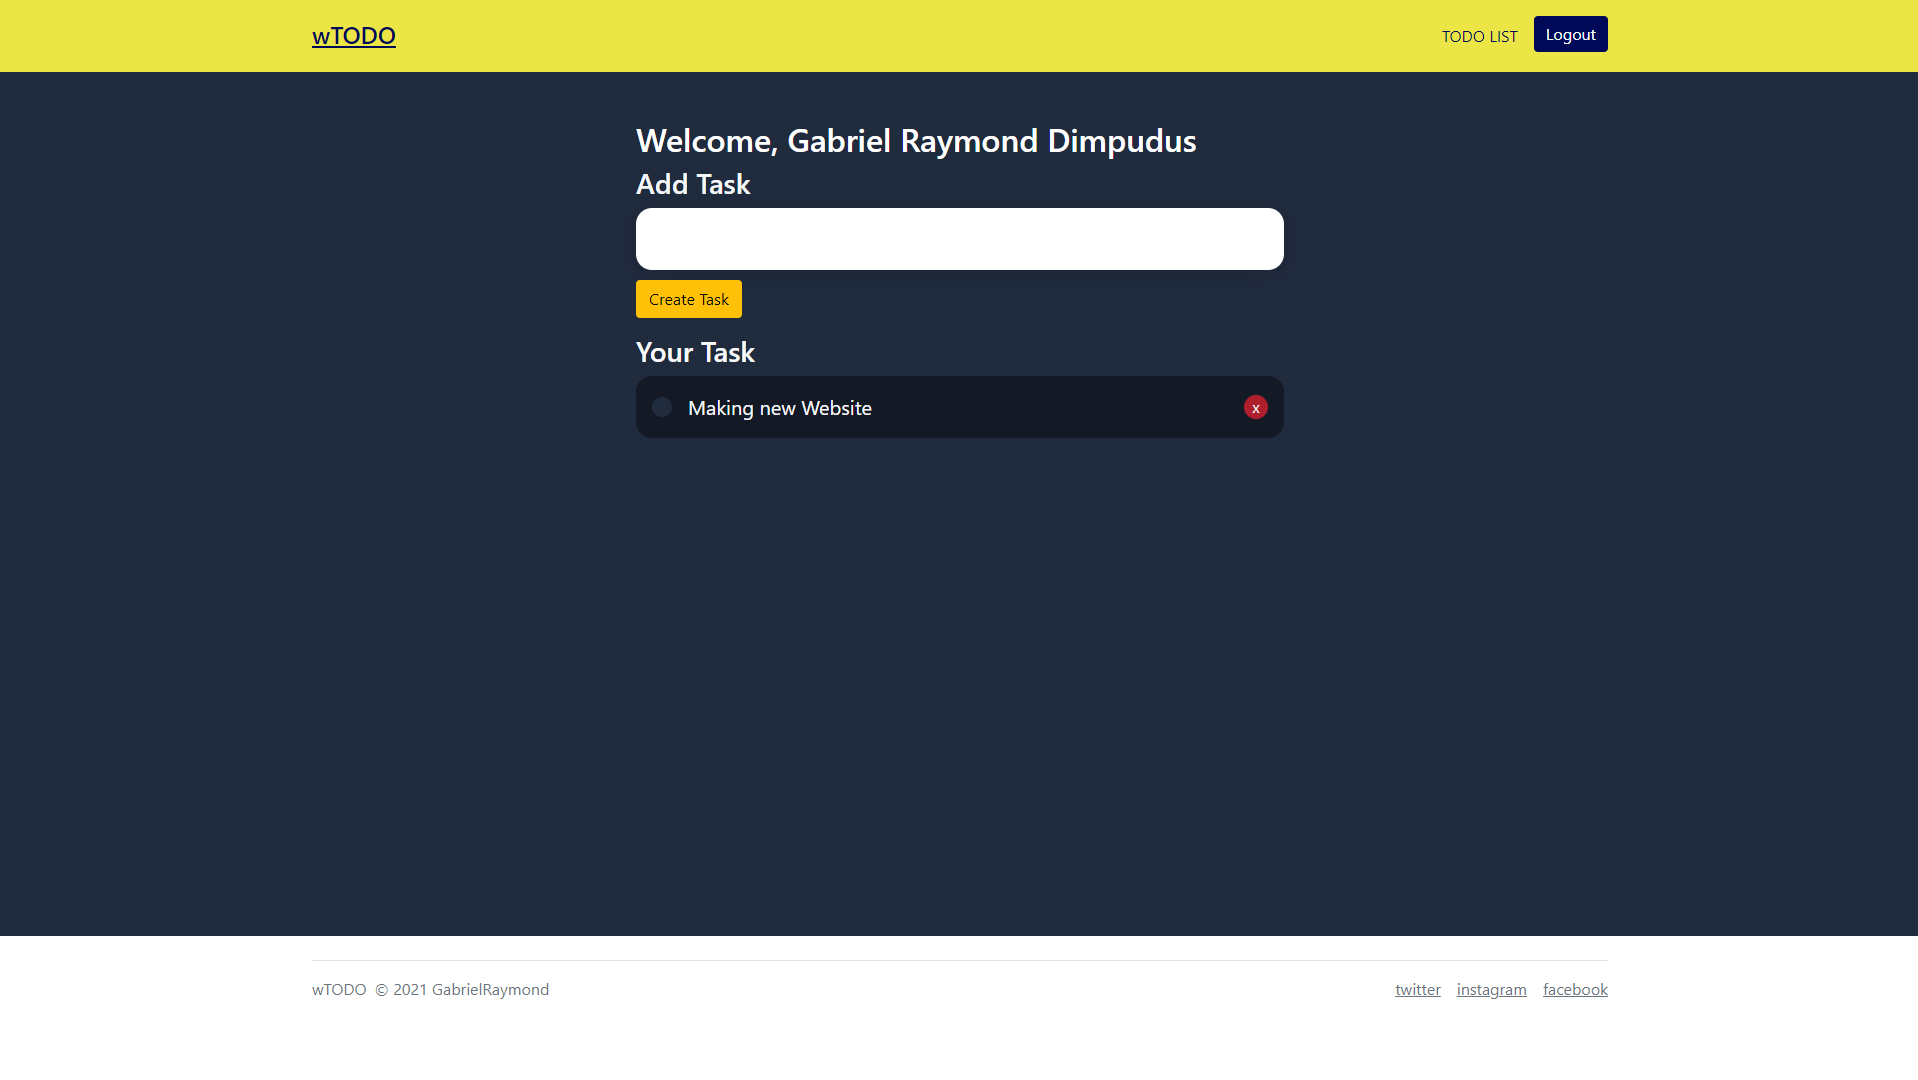 wTODO
TODO LIST
Logout
Welcome, Gabriel Raymond Dimpudus
Add Task
Create Task
Your Task
Making new Website
x
wTODO © 2021 GabrielRaymond
twitter
instagram
facebook